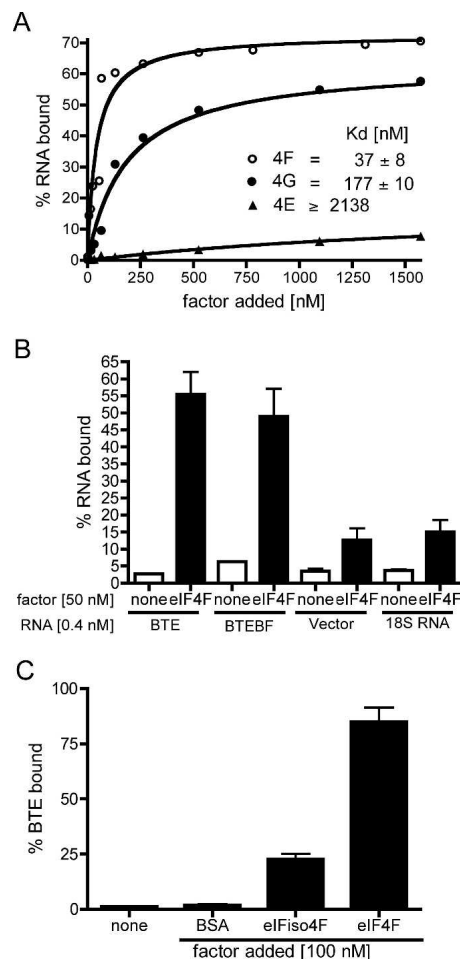 A
70
60
50
40
30
20
10
0
% RNA bound
Kd [nM]
4F = 37 ± 8
4G = 177 ± 10
4E ≥ 2138
0 250 500 750 1000 1250 1500
factor added [nM]
B
65
60
55
50
45
40
35
30
25
20
15
10
5
0
% RNA bound
factor [50 nM] none eIF4F none eIF4F none eIF4F none eIF4F
RNA [0.4 nM] BTE BTEBF Vector 18S RNA
C
100
75
50
25
0
% BTE bound
none BSA eIFiso4F eIF4F
factor added [100 nM]